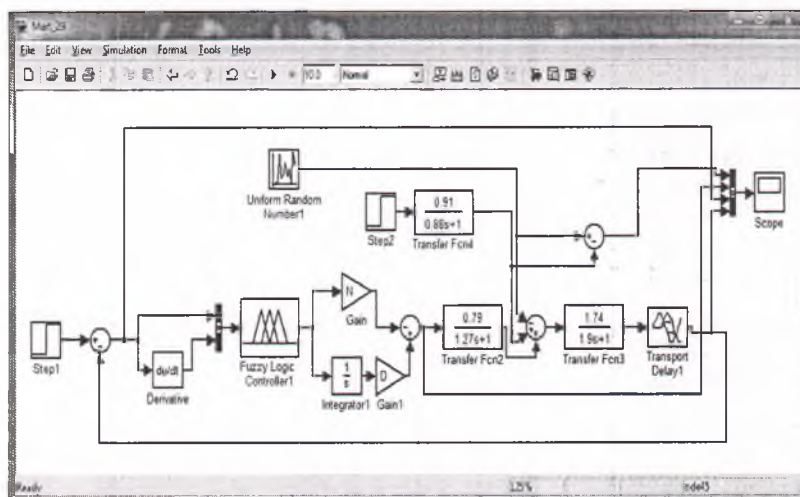 File Edit View Simulation Format Tools Help
10.0 Normal
Uniform Random
Number1
Step2
0.91
0.86s+1
Transfer Fcn4
Scope
Step1
du/dt
Derivative
Fuzzy Logic
Controller1
N
Gain
1
s
Integrator1
D
Gain1
0.79
1.27s+1
Transfer Fcn2
1.74
1.9s+1
Transfer Fcn3
Transport
Delay1
Ready